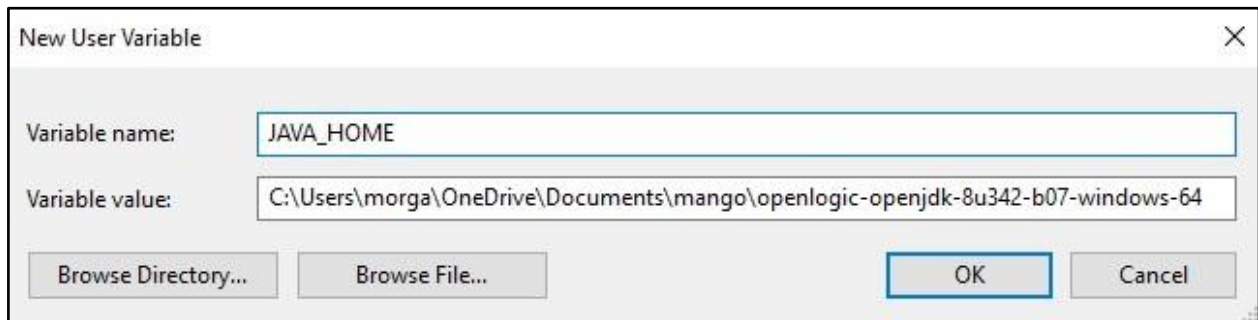 New User Variable
Variable name:
JAVA_HOME
Variable value:
C:\Users\morga\OneDrive\Documents\mango\openlogic-openjdk-8u342-b07-windows-64
Browse Directory...
Browse File...
OK
Cancel